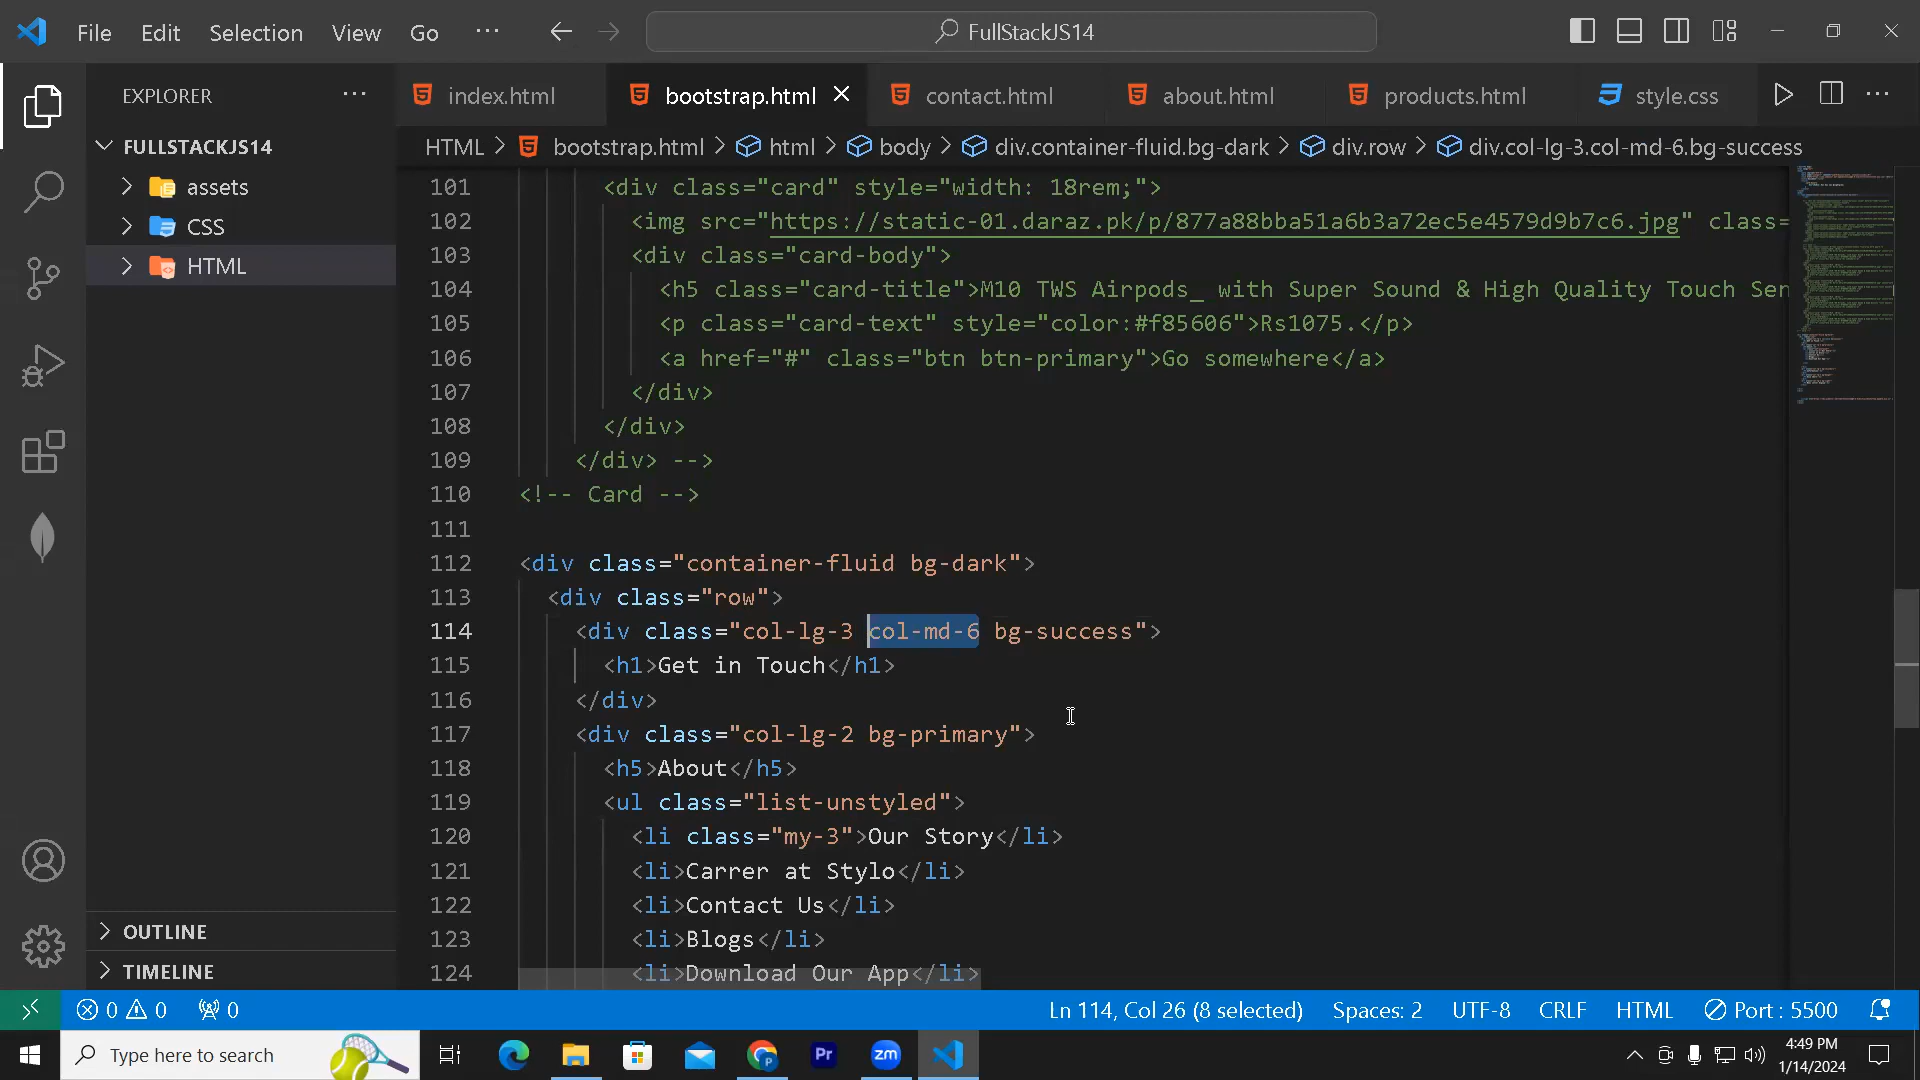 File Edit Selection View Go ··· FullStackJS14
EXPLORER
index.html bootstrap.html contact.html about.html products.html style.css
FULLSTACKJS14
HTML > bootstrap.html > html > body > div.container-fluid.bg-dark > div.row > div.col-lg-3.col-md-6.bg-success
assets
CSS
HTML
101 <div class="card" style="width: 18rem;">
102 <img src="https://static-01.daraz.pk/p/877a88bba51a6b3a72ec5e4579d9b7c6.jpg" class=
103 <div class="card-body">
104 <h5 class="card-title">M10 TWS Airpods_ with Super Sound & High Quality Touch Sen
105 <p class="card-text" style="color:#f85606">Rs1075.</p>
106 <a href="#" class="btn btn-primary">Go somewhere</a>
107 </div>
108 </div>
109 </div> -->
110 <!-- Card -->
111
112 <div class="container-fluid bg-dark">
113 <div class="row">
114 <div class="col-lg-3 col-md-6 bg-success">
115 <h1>Get in Touch</h1>
116 </div>
117 <div class="col-lg-2 bg-primary">
118 <h5>About</h5>
119 <ul class="list-unstyled">
120 <li class="my-3">Our Story</li>
121 <li>Carrer at Stylo</li>
122 <li>Contact Us</li>
123 <li>Blogs</li>
124 <li>Download Our App</li>
OUTLINE
TIMELINE
0 0 0 Ln 114, Col 26 (8 selected) Spaces: 2 UTF-8 CRLF HTML Port : 5500
Type here to search Pr zm 4:49 PM
1/14/2024